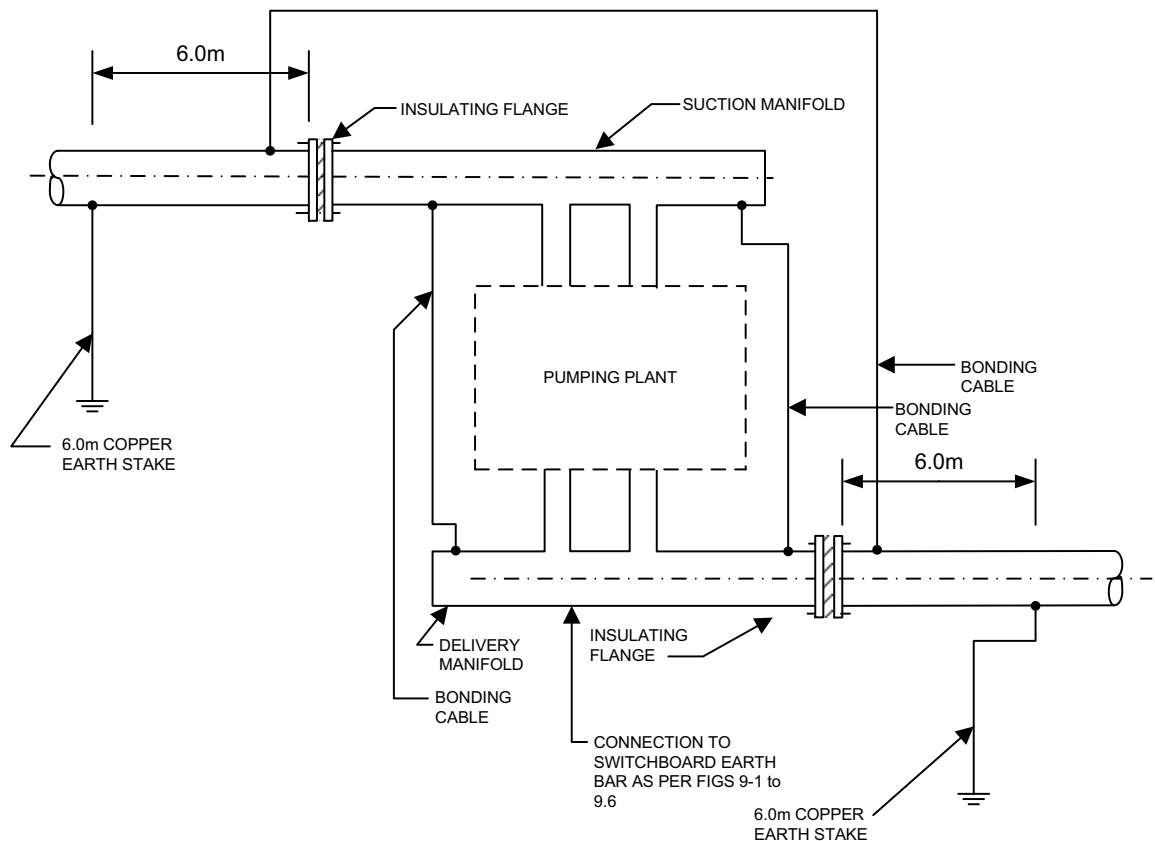 6.0m
INSULATING FLANGE
SUCTION MANIFOLD
PUMPING PLANT
BONDING
CABLE
BONDING
CABLE
6.0m COPPER
EARTH STAKE
6.0m
DELIVERY
MANIFOLD
INSULATING
FLANGE
BONDING
CABLE
CONNECTION TO
SWITCHBOARD EARTH
BAR AS PER FIGS 9-1 to
9.6
6.0m COPPER
EARTH STAKE